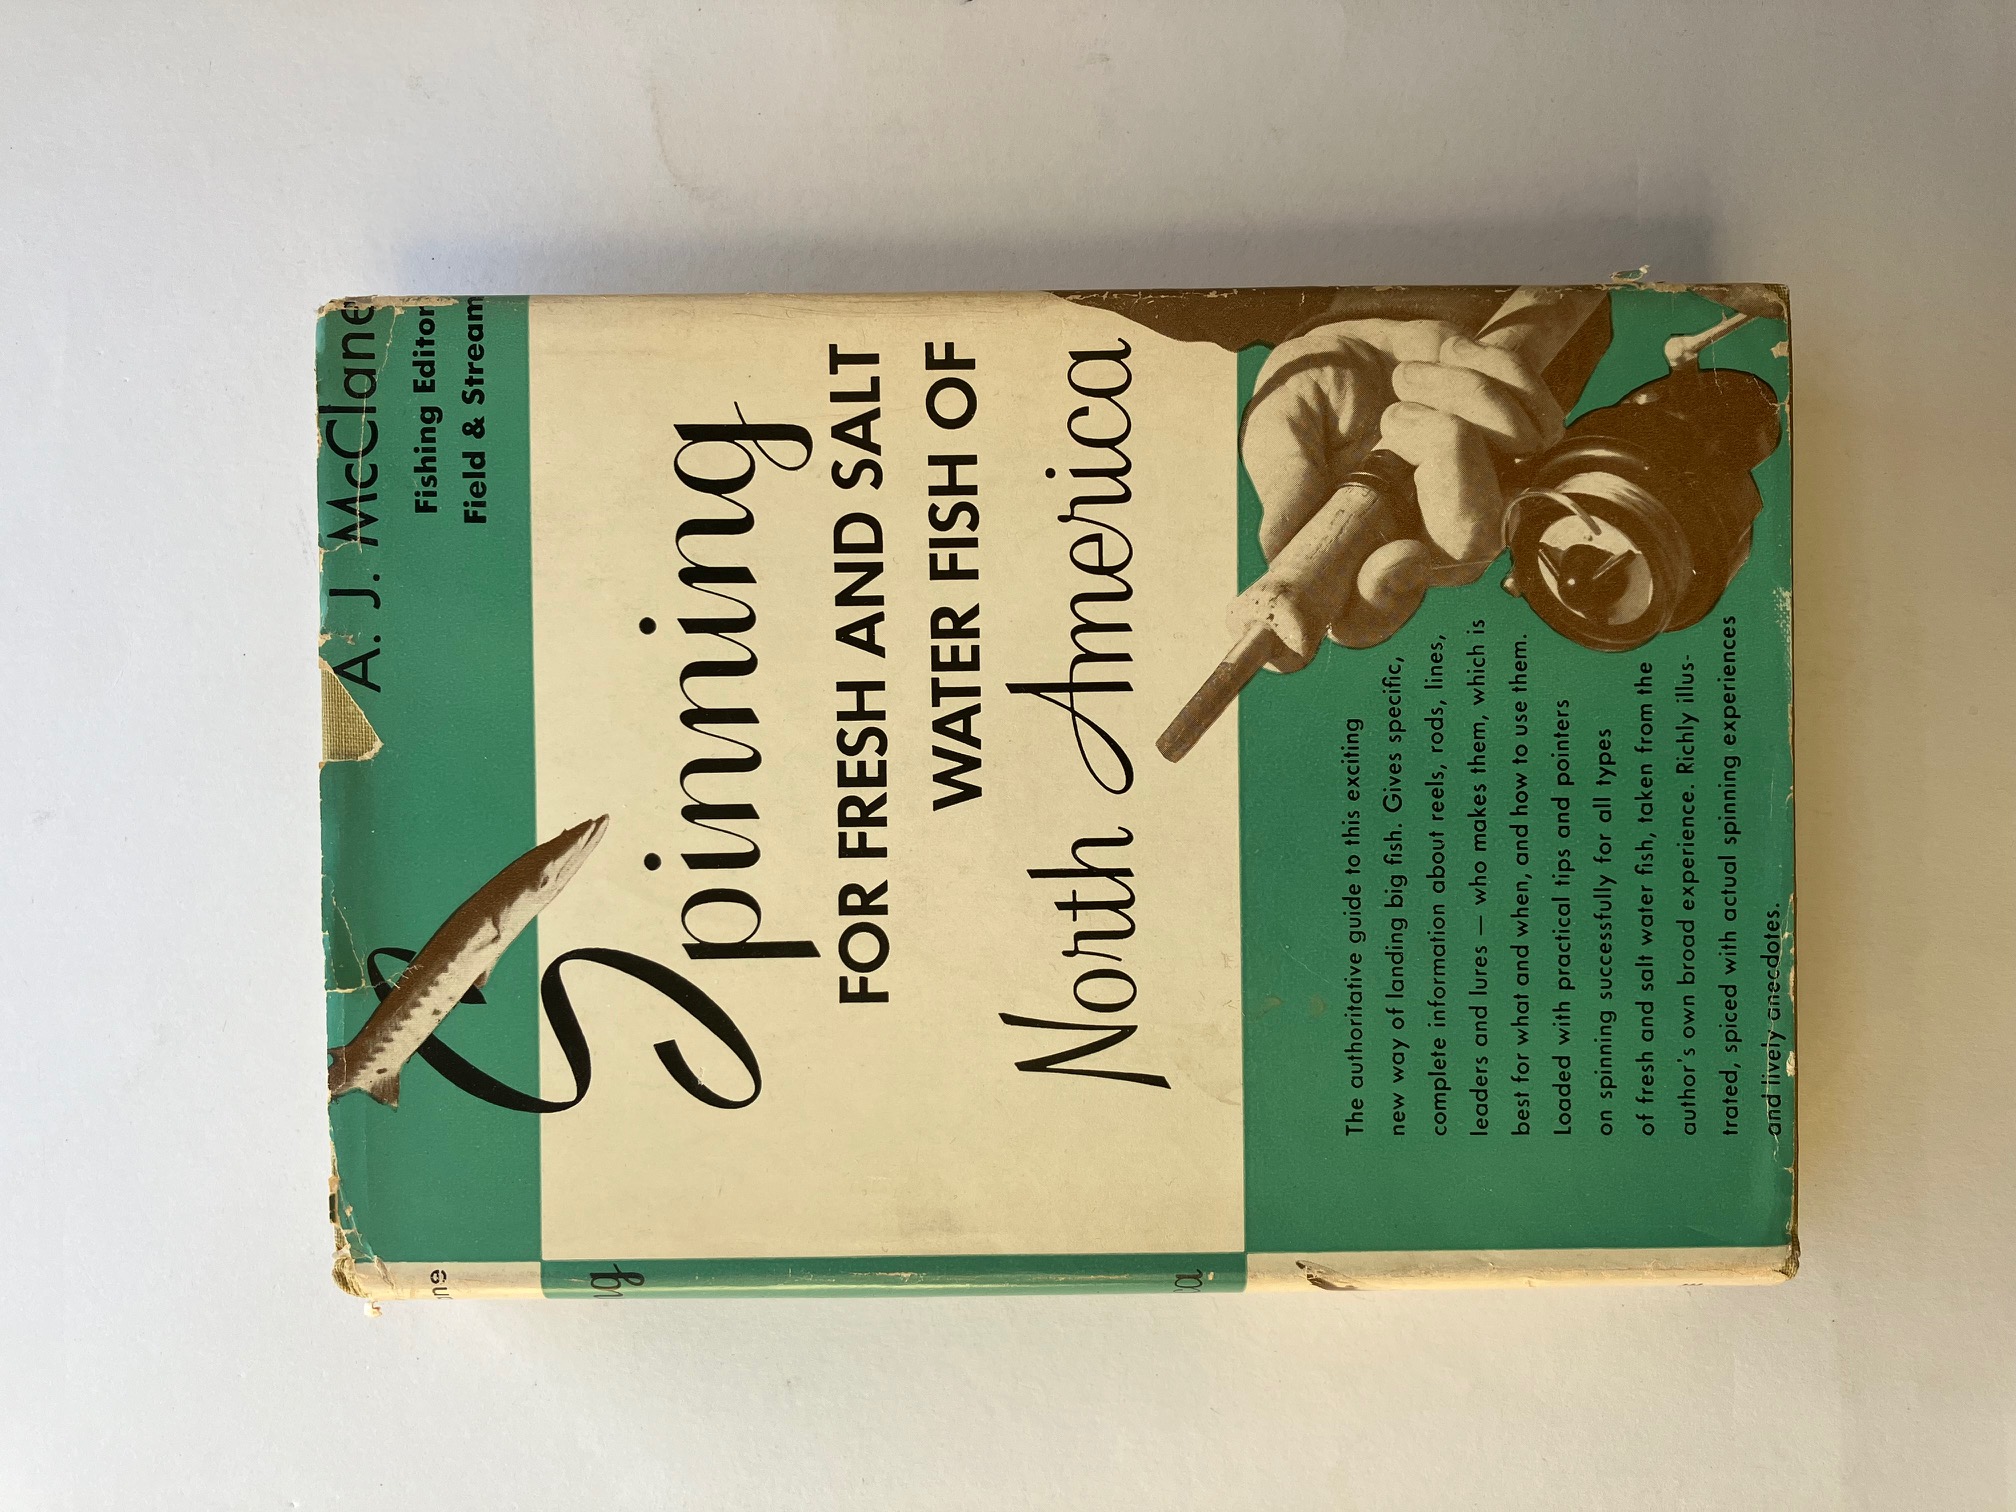 A. J. McClane
Fishing Editor
Field & Stream
Spinning
FOR FRESH AND SALT
WATER FISH OF
North America
The authoritative guide to this exciting
new way of landing big fish. Gives specific,
complete information about reels, rods, lines,
leaders and lures — who makes them, which is
best for what and when, and how to use them.
Loaded with practical tips and pointers
on spinning successfully for all types
of fresh and salt water fish, taken from the
author's own broad experience. Richly illus-
trated, spiced with actual spinning experiences
and lively anecdotes.